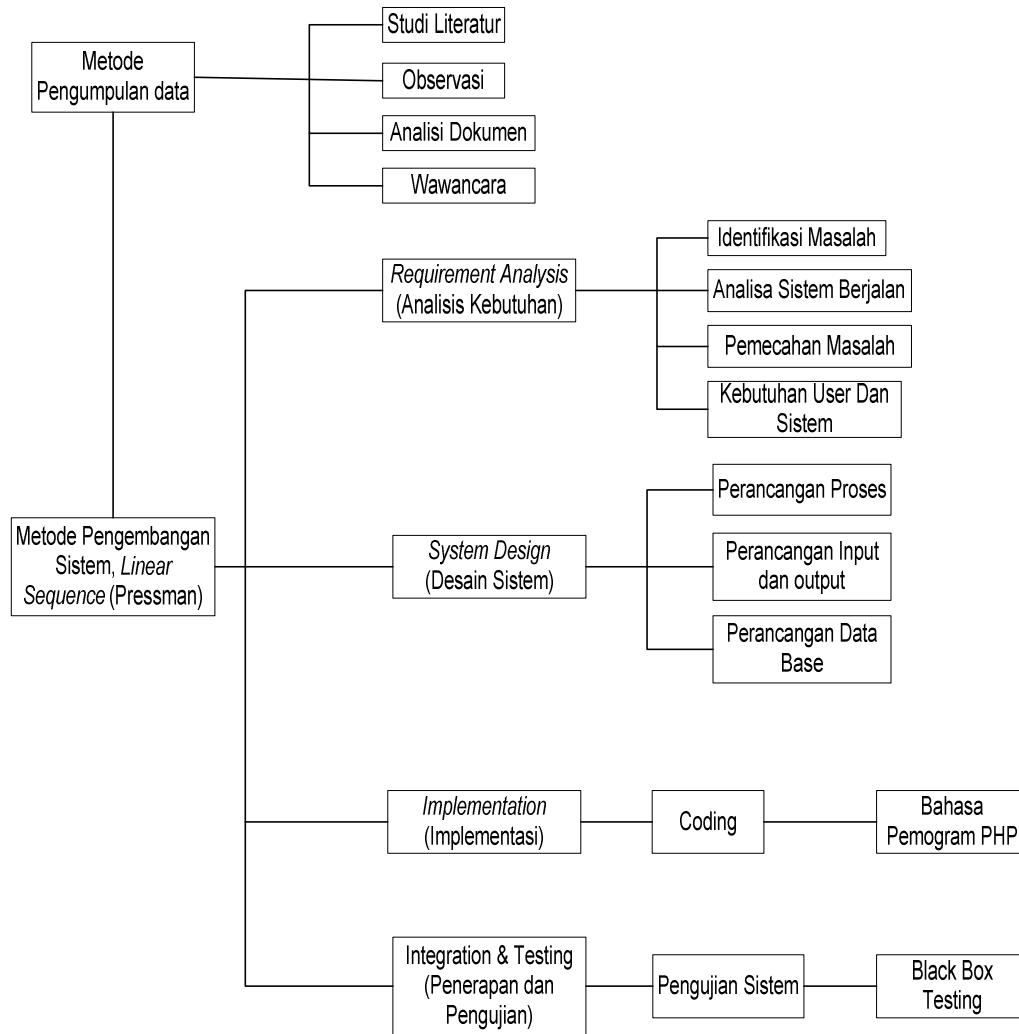 Metode
Pengumpulan data
Studi Literatur
Observasi
Analisi Dokumen
Wawancara
Requirement Analysis
(Analisis Kebutuhan)
Identifikasi Masalah
Analisa Sistem Berjalan
Pemecahan Masalah
Kebutuhan User Dan
Sistem
Metode Pengembangan
Sistem, Linear
Sequence (Pressman)
System Design
(Desain Sistem)
Perancangan Proses
Perancangan Input
dan output
Perancangan Data
Base
Implementation
(Implementasi)
Coding
Bahasa
Pemogram PHP
Integration & Testing
(Penerapan dan
Pengujian)
Pengujian Sistem
Black Box
Testing